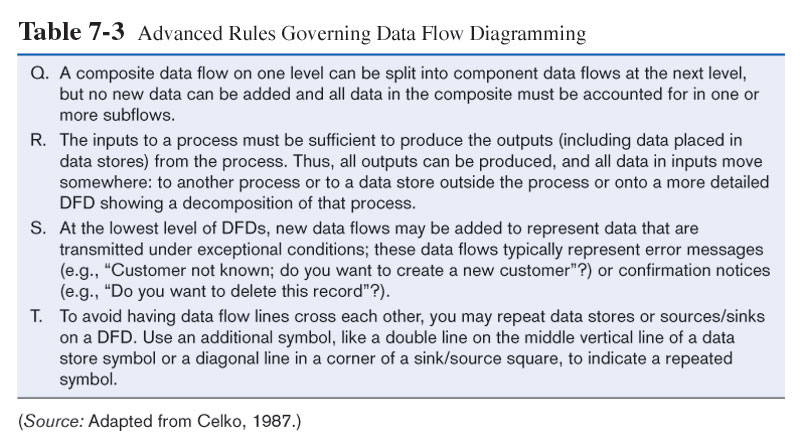 Table 7-3 Advanced Rules Governing Data Flow Diagramming
Q. A composite data flow on one level can be split into component data flows at the next level,
but no new data can be added and all data in the composite must be accounted for in one or
more subflows.
R. The inputs to a process must be sufficient to produce the outputs (including data placed in
data stores) from the process. Thus, all outputs can be produced, and all data in inputs move
somewhere: to another process or to a data store outside the process or onto a more detailed
DFD showing a decomposition of that process.
S. At the lowest level of DFDs, new data flows may be added to represent data that are
transmitted under exceptional conditions; these data flows typically represent error messages
(e.g., “Customer not known; do you want to create a new customer”?) or confirmation notices
(e.g., “Do you want to delete this record”?).
T. To avoid having data flow lines cross each other, you may repeat data stores or sources/sinks
on a DFD. Use an additional symbol, like a double line on the middle vertical line of a data
store symbol or a diagonal line in a corner of a sink/source square, to indicate a repeated
symbol.
(Source: Adapted from Celko, 1987.)